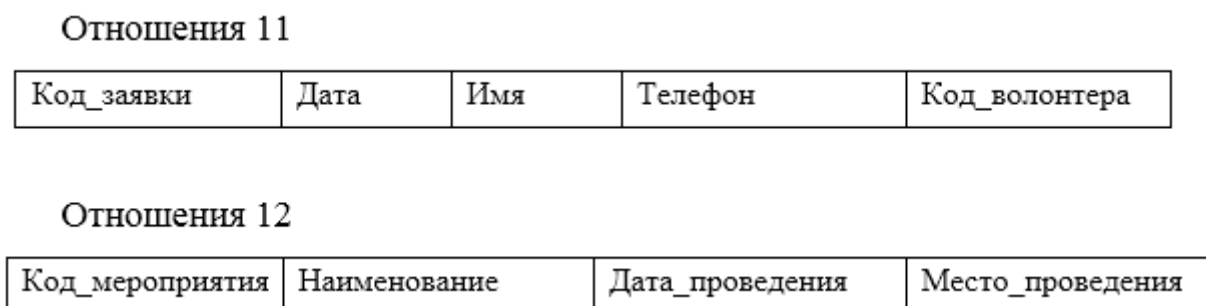 Отношения 11
Код_заявки Дата Имя Телефон Код_волонтера
Отношения 12
Код_мероприятия Наименование Дата_проведения Место_проведения